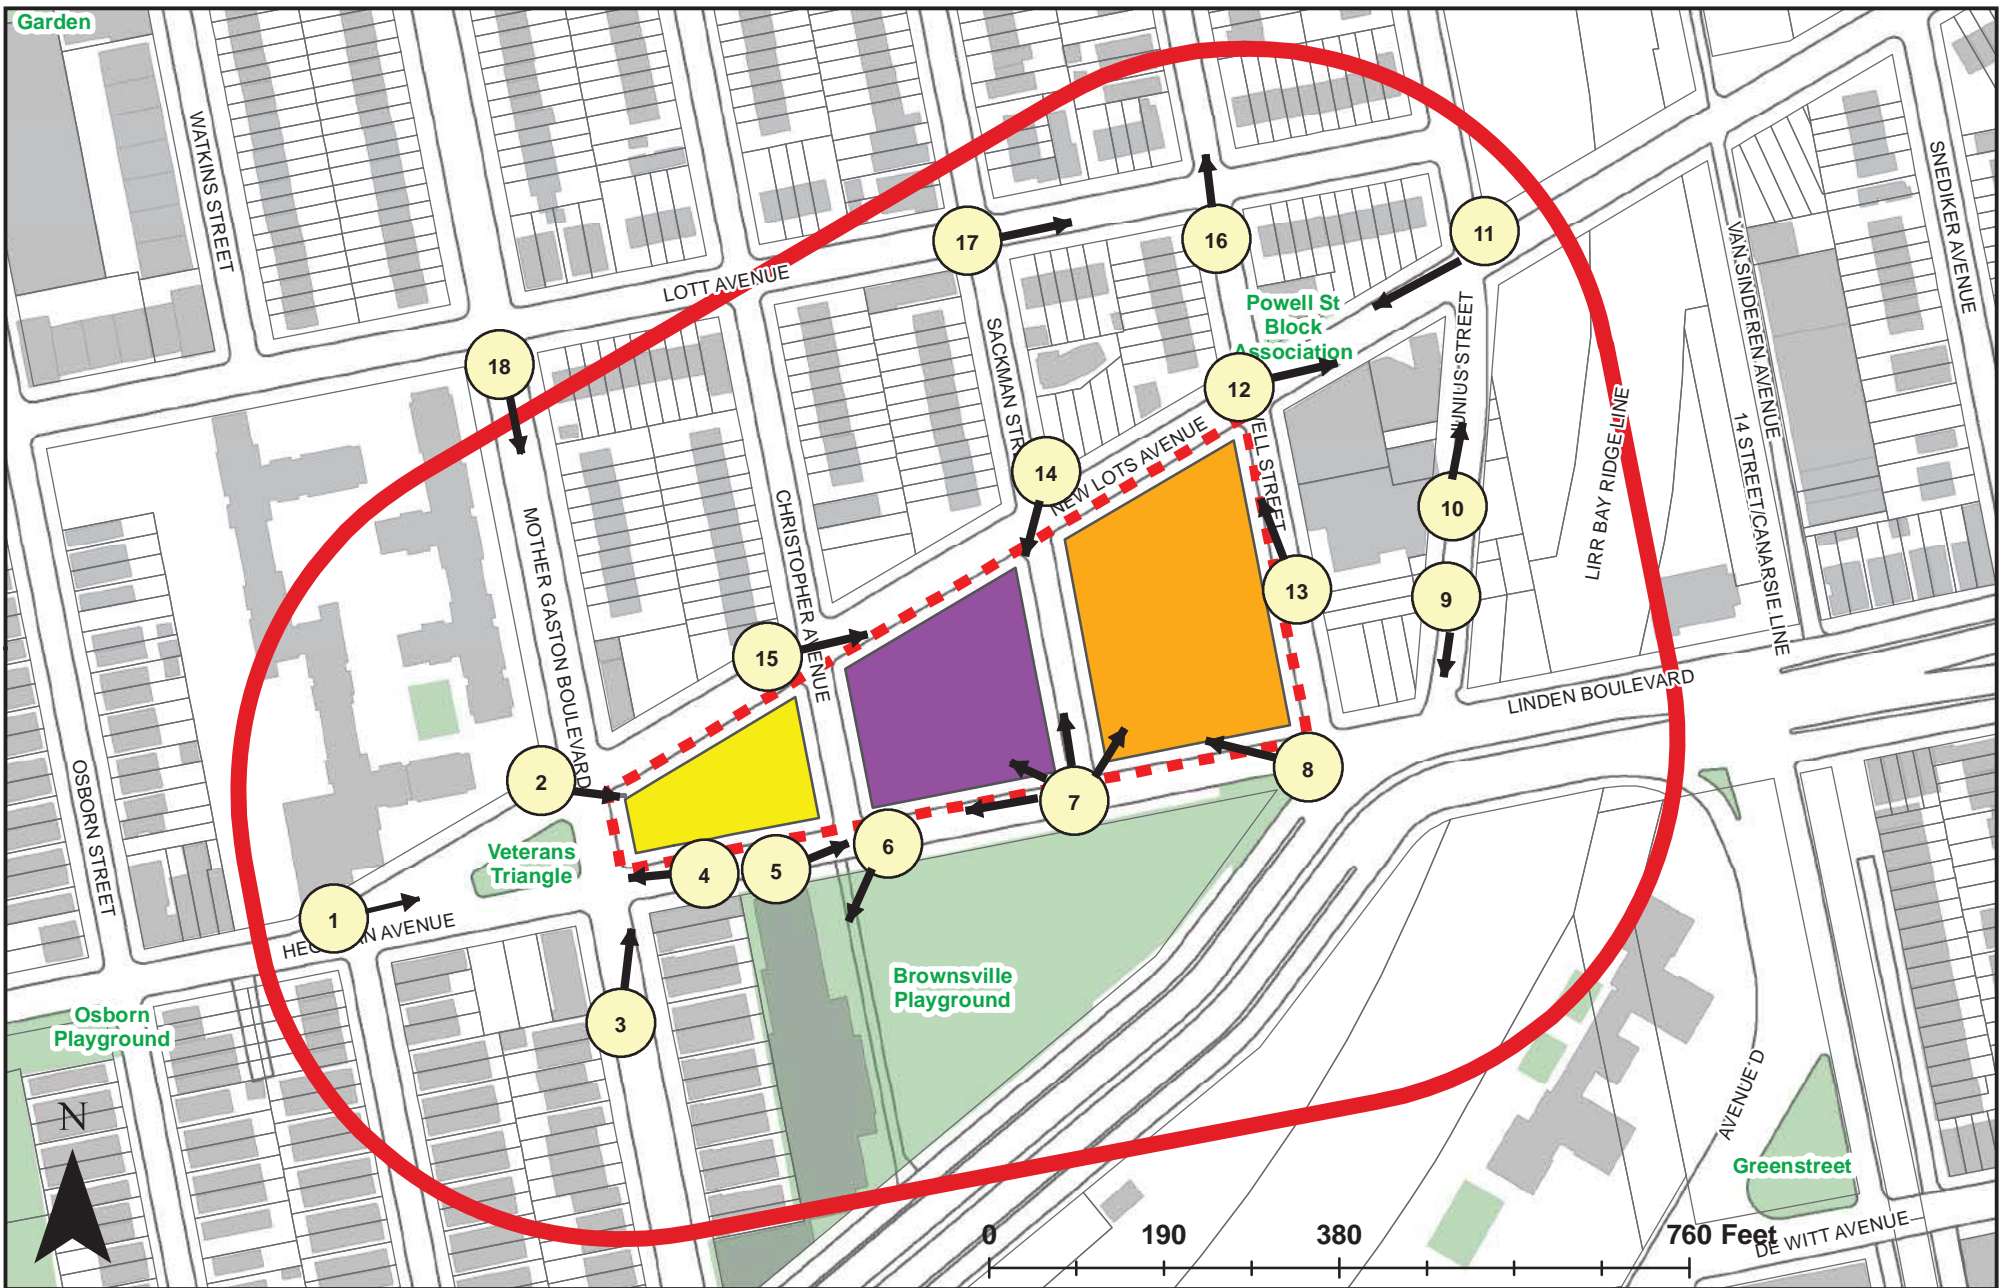 Garden
WATKINS STREET
LOTT AVENUE
17
16
11
SNEDIKER AVENUE
VAN SINDEREN AVENUE
Powell St
Block
Association
18
12
SACKMAN
JUNIUS STREET
14
NEW LOTS AVENUE
STREET
LIRR BAY RIDGE LINE
14 STREET/CANARSIE LINE
10
13
9
MOTHER GASTON BOULEVARD
CHRISTOPHER AVENUE
15
LINDEN BOULEVARD
2
8
7
OSBORN STREET
Veterans
Triangle
4
5
6
1
AVENUE
3
Brownsville
Playground
Osborn
Playground
AVENUE D
N
Greenstreet
0 190 380 760 Feet
DE WITT AVENUE